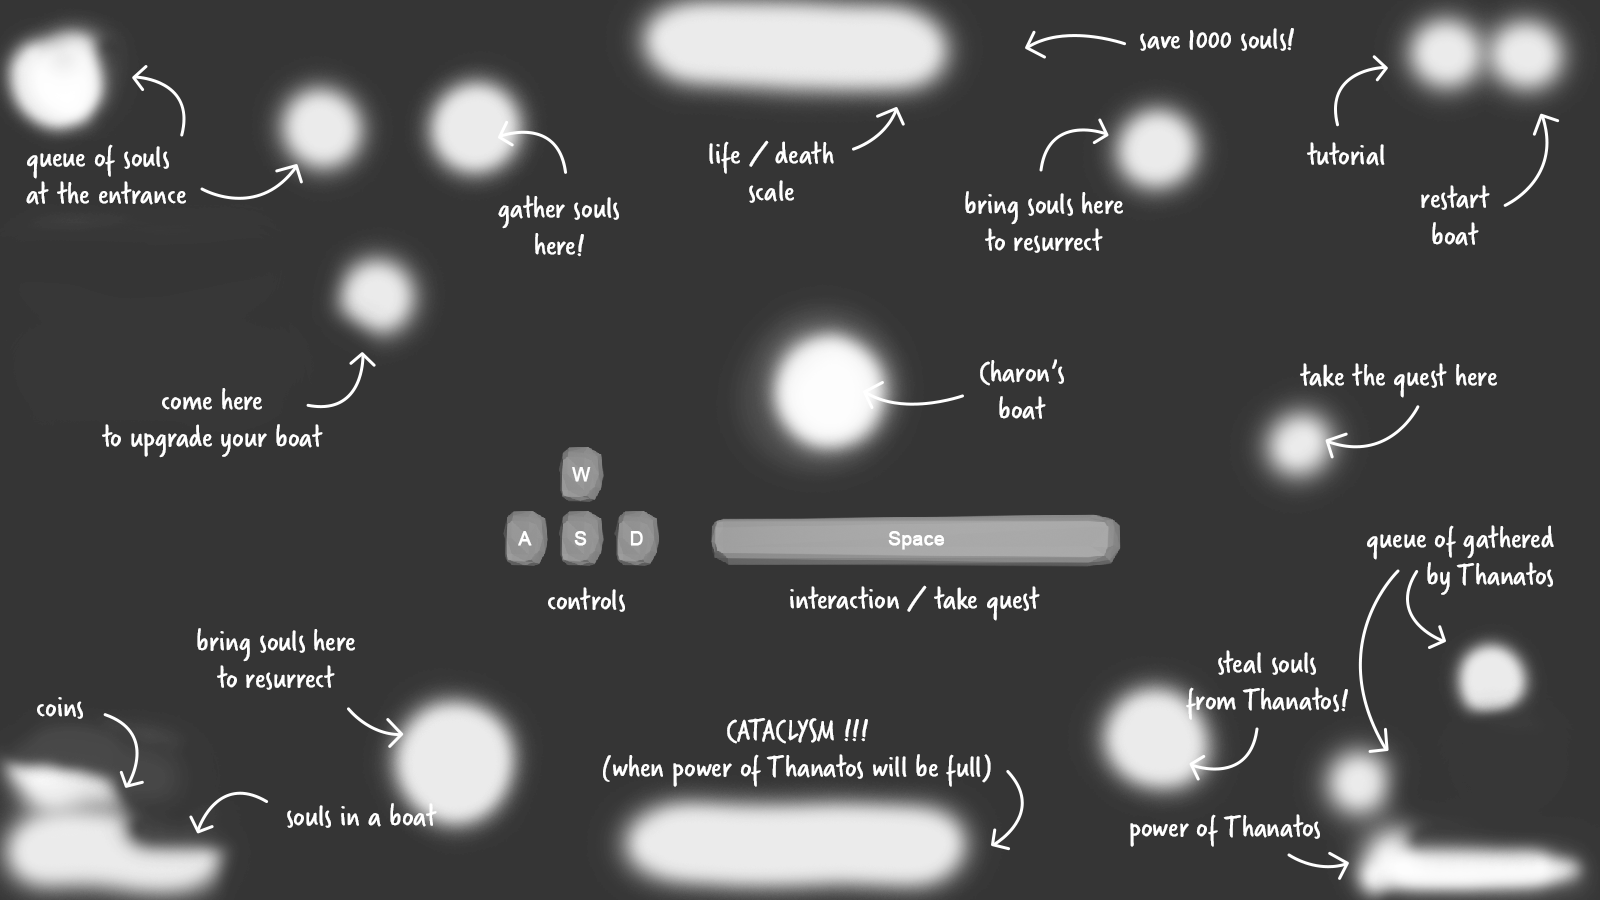 save 1000 souls!
queue of souls
at the entrance
gather souls
here!
life / death
scale
bring souls here
to resurrect
tutorial
restart
boat
come here
to upgrade your boat
Charon's
boat
take the quest here
W
A S D
controls
Space
interaction / take quest
queue of gathered
by Thanatos
bring souls here
to resurrect
coins
souls in a boat
CATACLYSM !!!
(when power of Thanatos will be full)
steal souls
from Thanatos!
power of Thanatos